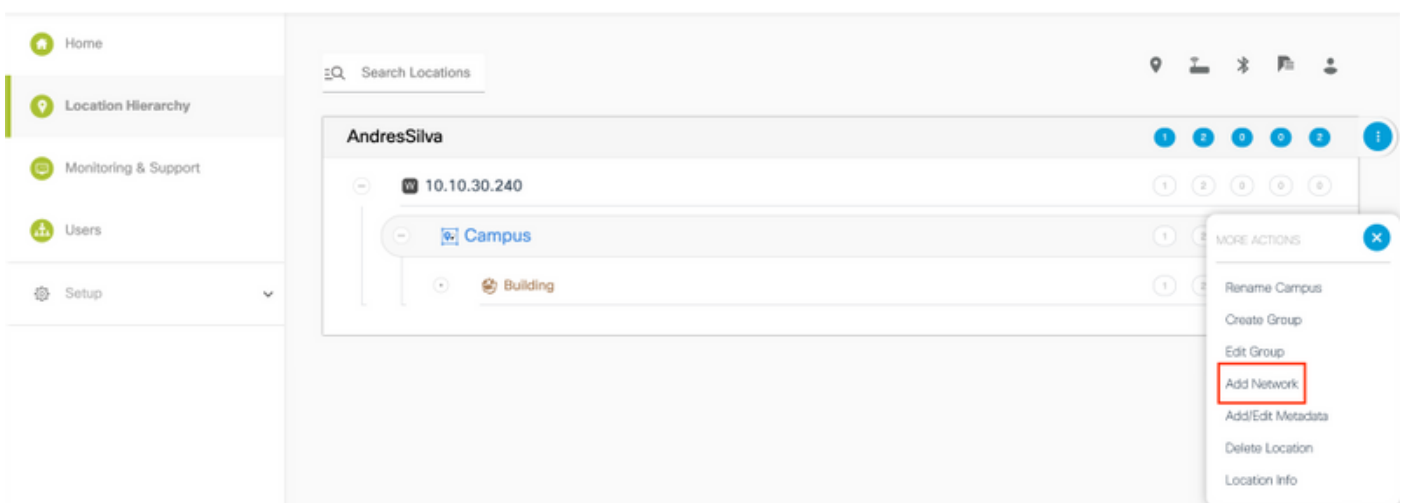 Home
Location Hierarchy
Monitoring & Support
Users
Setup
Search Locations
AndresSilva 1 2 0 0 2
W 10.10.30.240 1 2 0 0 0
Campus 1 2
Building 1 2
MORE ACTIONS
Rename Campus
Create Group
Edit Group
Add Network
Add/Edit Metadata
Delete Location
Location Info